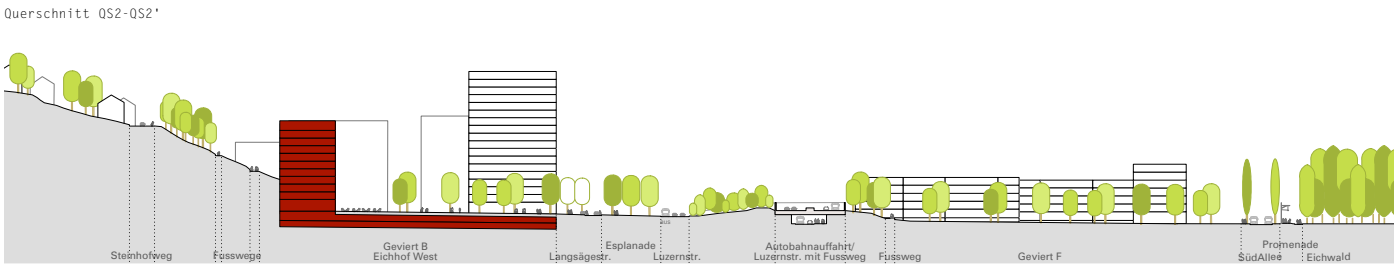 Querschnitt QS2-QS2'
Steinhofweg
Fusswege
Geviert B
Eichhof West
Langsägestr.
Esplanade
Luzernstr.
Autobahnauffahrt/
Luzernstr. mit Fussweg
Fussweg
Geviert F
Promenade
SüdAllee
Eichwald